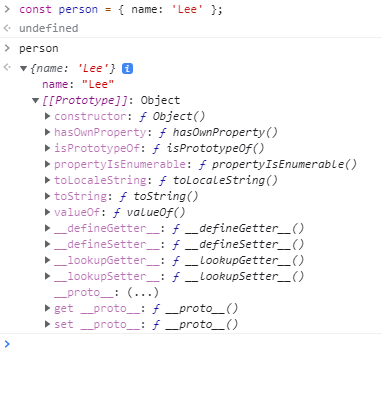 const person = { name: 'Lee' };
undefined
person
{name: 'Lee'} i
name: "Lee"
[[Prototype]]: Object
constructor: ƒ Object()
hasOwnProperty: ƒ hasOwnProperty()
isPrototypeOf: ƒ isPrototypeOf()
propertyIsEnumerable: ƒ propertyIsEnumerable()
toLocaleString: ƒ toLocaleString()
toString: ƒ toString()
valueOf: ƒ valueOf()
__defineGetter__: ƒ __defineGetter__()
__defineSetter__: ƒ __defineSetter__()
__lookupGetter__: ƒ __lookupGetter__()
__lookupSetter__: ƒ __lookupSetter__()
__proto__: (...)
get __proto__: ƒ __proto__()
set __proto__: ƒ __proto__()